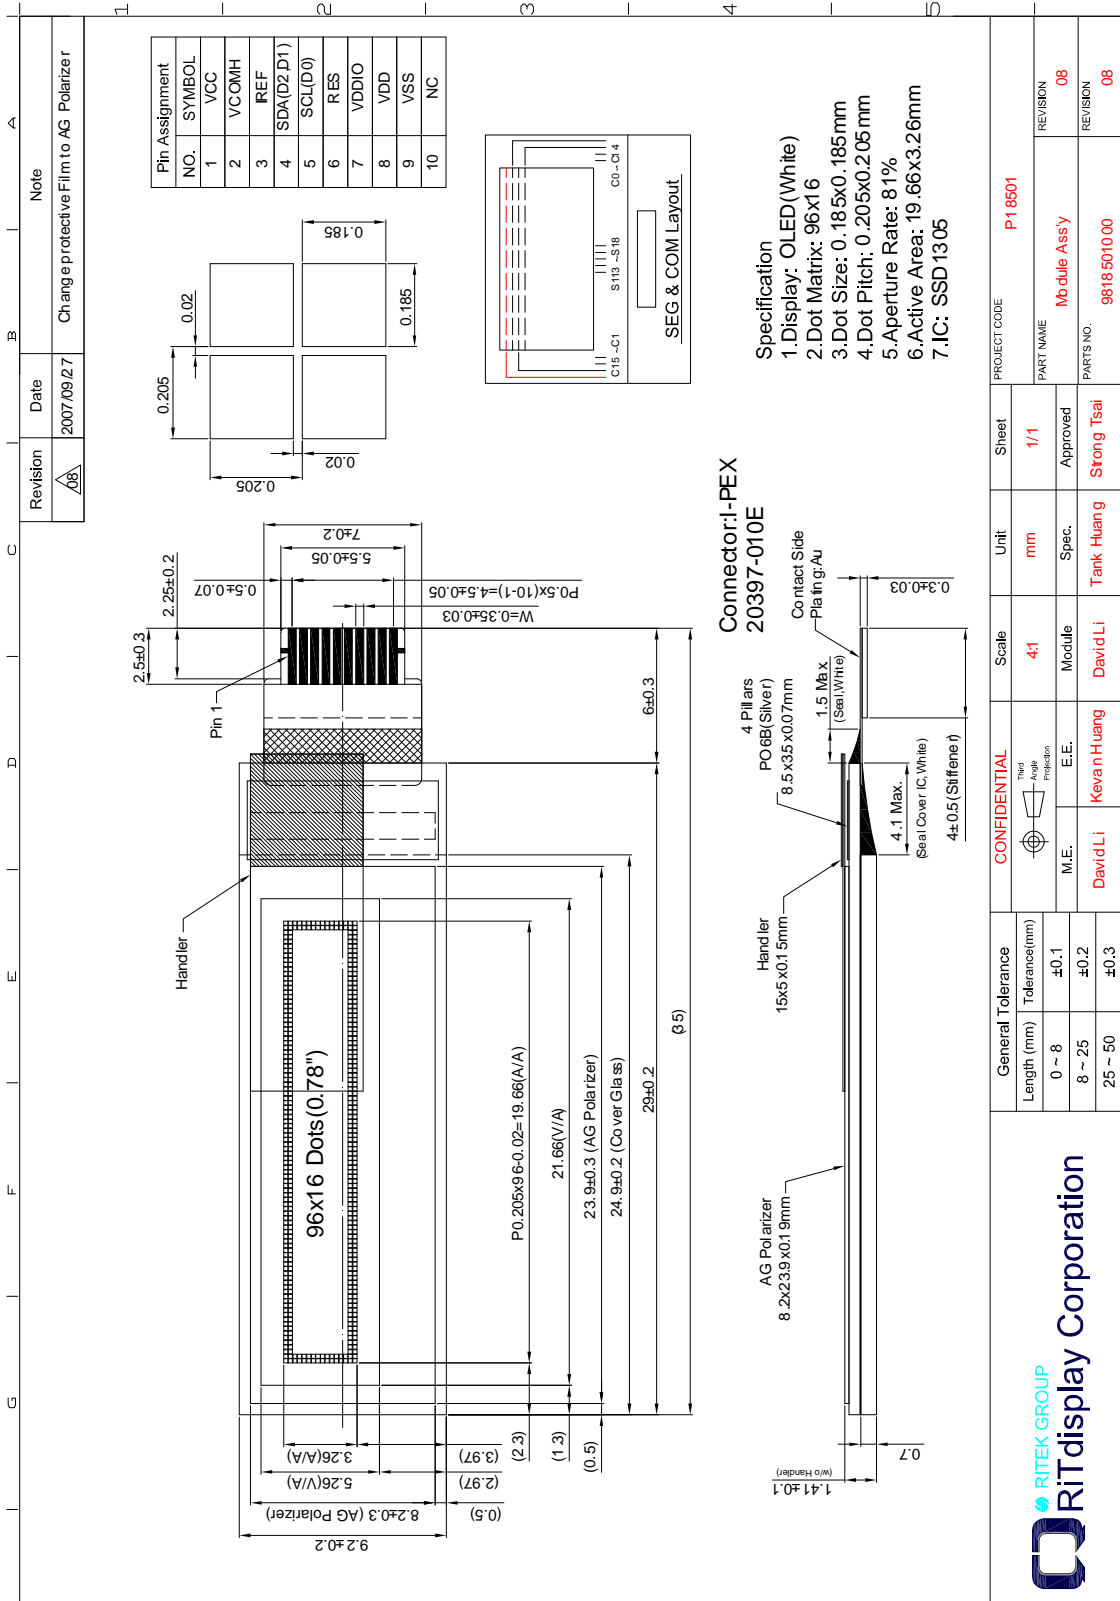 1
2
3
4
5
A
B
C
D
E
F
G
Revision
Date
Note
08
2007/09/27
Change protective Film to AG Polarizer
Pin Assignment
NO. SYMBOL
1 VCC
2 VCOMH
3 IREF
4 SDA(D2,D1)
5 SCL(D0)
6 RES
7 VDDIO
8 VDD
9 VSS
10 NC
0.205
0.02
0.185
0.185
0.02
0.205
C15 ~C1
S113 ~S18
C0 ~ C14
SEG & COM Layout
Specification
1.Display: OLED(White)
2.Dot Matrix: 96x16
3.Dot Size: 0.185x0.185mm
4.Dot Pitch: 0.205x0.205mm
5.Aperture Rate: 81%
6.Active Area: 19.66x3.26mm
7.IC: SSD1305
2.5±0.3
2.25±0.2
7±0.2
5.5±0.05
0.5±0.07
P0.5x(10-1)=4.5±0.05
W=0.35±0.03
Pin 1
Handler
6±0.3
96x16 Dots(0.78")
P0.205x96-0.02=19.66(A/A)
21.66(V/A)
23.9±0.3 (AG Polarizer)
24.9±0.2 (Cover Glass)
29±0.2
(35)
(2.3)
(1.3)
(0.5)
3.26(A/A)
(3.97)
5.26(V/A)
(2.97)
8.2±0.3 (AG Polarizer)
(0.5)
9.2±0.2
Connector:I-PEX
20397-010E
Contact Side
Plating:Au
0.3±0.03
1.5 Max.
(Seal,White)
4 Pillars
PO6B(Silver)
8.5x3.5x0.07mm
4.1 Max.
(Seal Cover IC,White)
4±0.5(Stiffener)
Handler
15x5x0.15mm
AG Polarizer
8.2x23.9x0.19mm
1.41±0.1
(w/o Handler)
0.7
RITEK GROUP
RiTdisplay Corporation
General Tolerance
Length (mm) Tolerance(mm)
0 ~ 8 ±0.1
8 ~ 25 ±0.2
25 ~ 50 ±0.3
CONFIDENTIAL
Third
Angle
Projection
Scale
4:1
Unit
mm
Sheet
1/1
M.E.
E.E.
Module
Spec.
Approved
David Li
Kevan Huang
David Li
Tank Huang
Strong Tsai
PROJECT CODE
P18501
PART NAME
Module Ass'y
REVISION
08
PARTS NO.
9818501000
REVISION
08